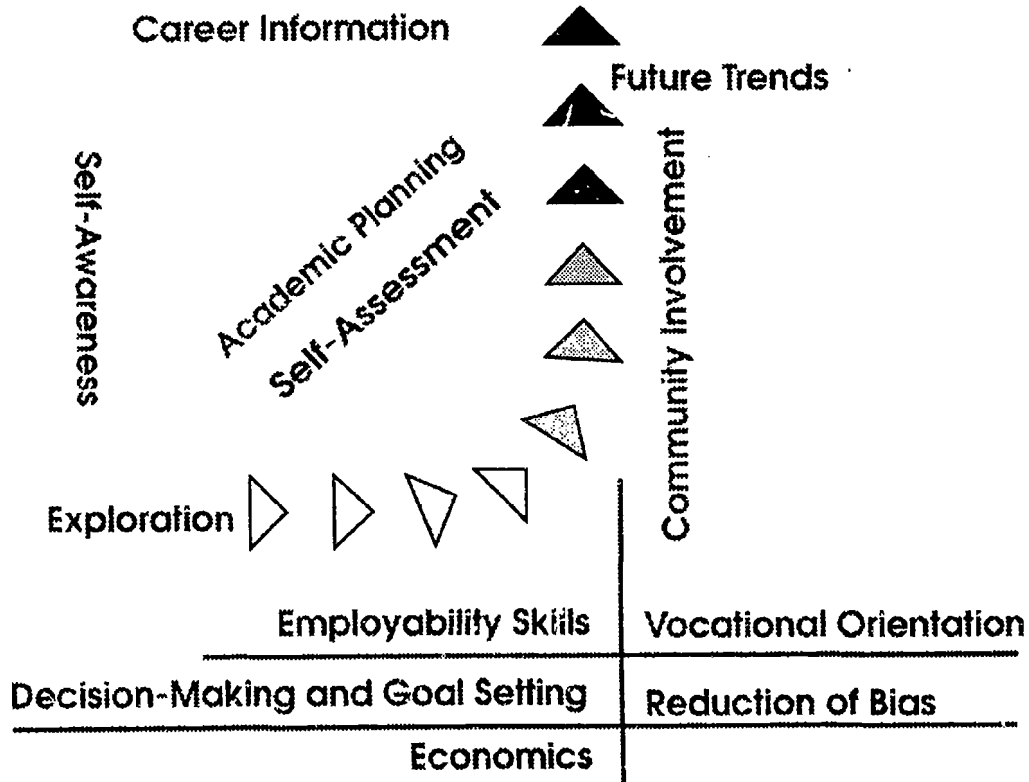 Career Information
Future Trends
Self-Awareness
Academic Planning
Self-Assessment
Community Involvement
Exploration
Employability Skills
Vocational Orientation
Decision-Making and Goal Setting
Reduction of Bias
Economics